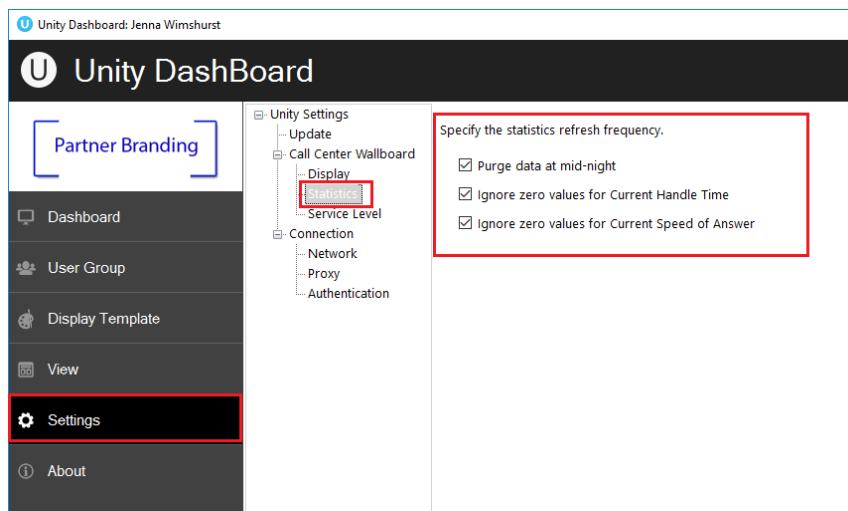 Unity Dashboard: Jenna Wimshurst
Unity DashBoard
Partner Branding
Dashboard
User Group
Display Template
View
Settings
About
Unity Settings
Update
Call Center Wallboard
Display
Statistics
Service Level
Connection
Network
Proxy
Authentication
Specify the statistics refresh frequency.
Purge data at mid-night
Ignore zero values for Current Handle Time
Ignore zero values for Current Speed of Answer